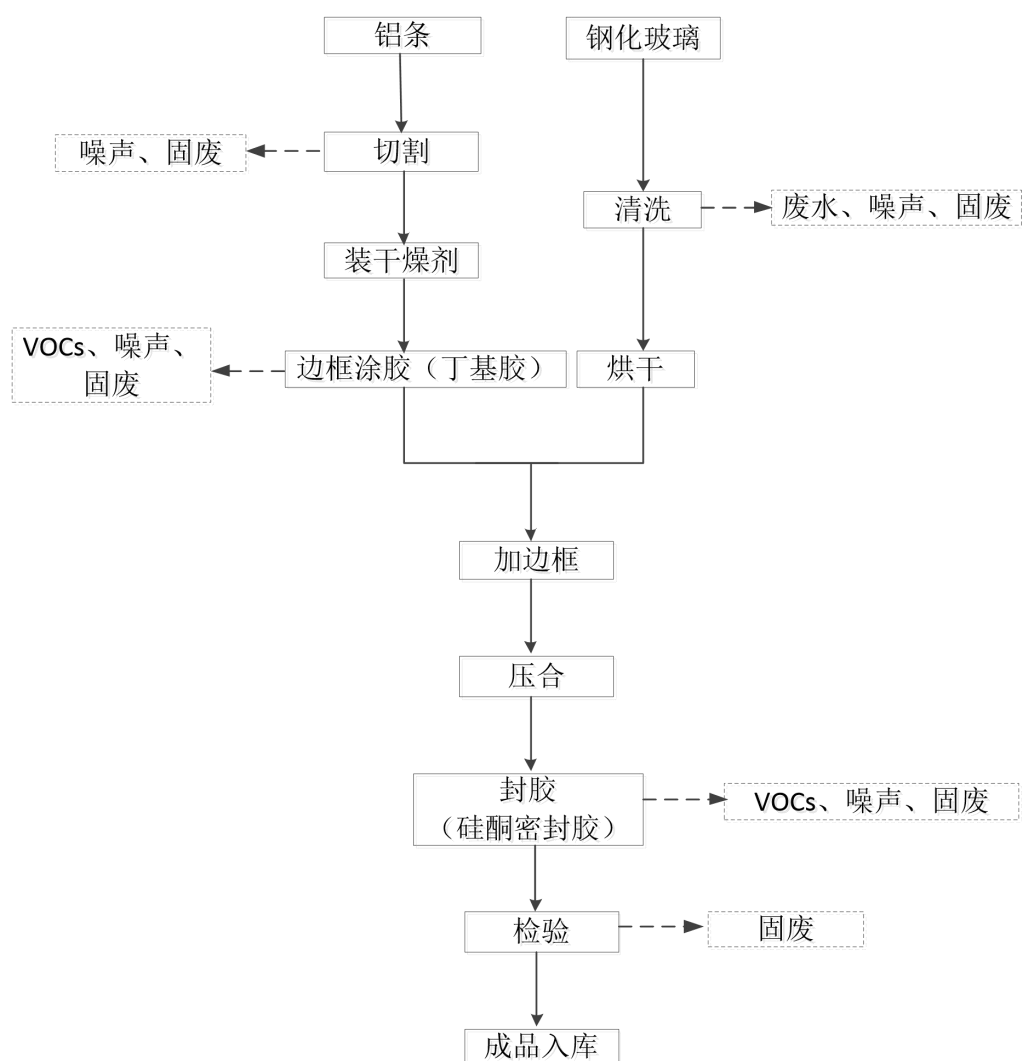 铝条
钢化玻璃
噪声、固废
切割
清洗
废水、噪声、固废
装干燥剂
VOCs、噪声、
固废
边框涂胶（丁基胶）
烘干
加边框
压合
封胶
（硅酮密封胶）
VOCs、噪声、固废
检验
固废
成品入库